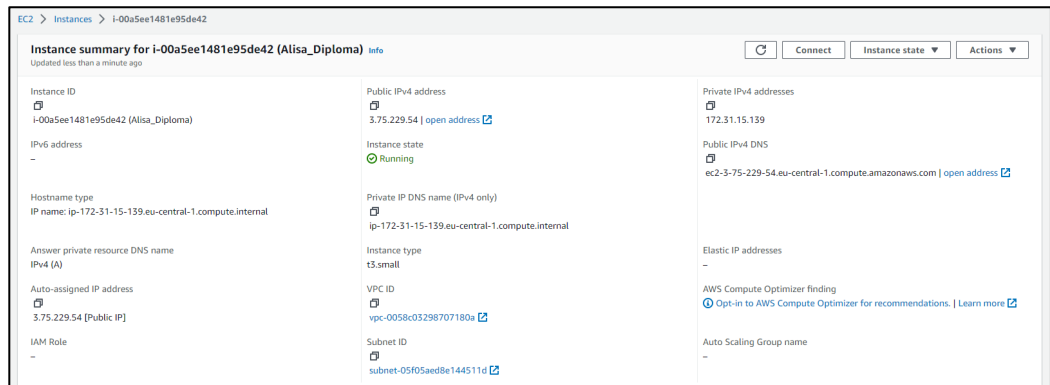 EC2 > Instances > i-00a5ee1481e95de42
Instance summary for i-00a5ee1481e95de42 (Alisa_Diploma) Info
Updated less than a minute ago
Connect
Instance state
Actions
Instance ID
i-00a5ee1481e95de42 (Alisa_Diploma)
Public IPv4 address
3.75.229.54 | open address
Private IPv4 addresses
172.31.15.139
IPv6 address
–
Instance state
Running
Public IPv4 DNS
ec2-3-75-229-54.eu-central-1.compute.amazonaws.com | open address
Hostname type
IP name: ip-172-31-15-139.eu-central-1.compute.internal
Private IP DNS name (IPv4 only)
ip-172-31-15-139.eu-central-1.compute.internal
Answer private resource DNS name
IPv4 (A)
Instance type
t3.small
Elastic IP addresses
–
Auto-assigned IP address
3.75.229.54 [Public IP]
VPC ID
vpc-0058c03298707180a
AWS Compute Optimizer finding
Opt-in to AWS Compute Optimizer for recommendations. | Learn more
IAM Role
–
Subnet ID
subnet-05f05aed8e144511d
Auto Scaling Group name
–